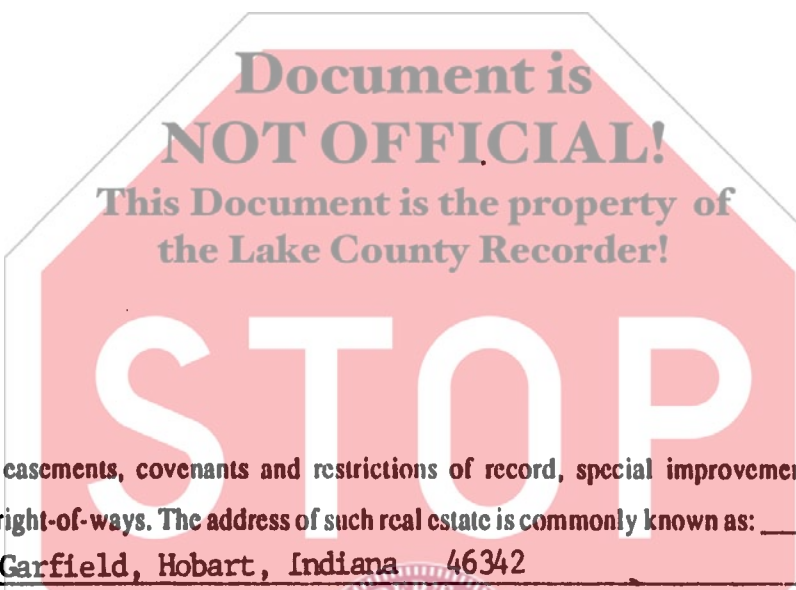 Document is
NOT OFFICIAL!
This Document is the property of
the Lake County Recorder!
STOP
easements, covenants and restrictions of record, special
right-of-ways. The address of such real estate is commonly known as:
Garfield, Hobart, Indiana 46342